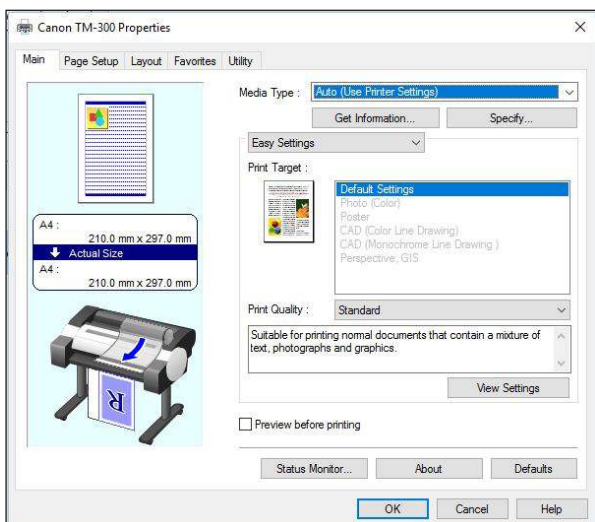 Canon TM-300 Properties
Main Page Setup Layout Favorites Utility
Media Type : Auto (Use Printer Settings)
Get Information... Specify...
Easy Settings
Print Target :
Default Settings
Photo (Color)
Poster
CAD (Color Line Drawing)
CAD (Monochrome Line Drawing )
Perspective, GIS
A4 :
210.0 mm x 297.0 mm
Actual Size
A4 :
210.0 mm x 297.0 mm
R
Print Quality : Standard
Suitable for printing normal documents that contain a mixture of
text, photographs and graphics.
View Settings
Preview before printing
Status Monitor... About Defaults
OK Cancel Help